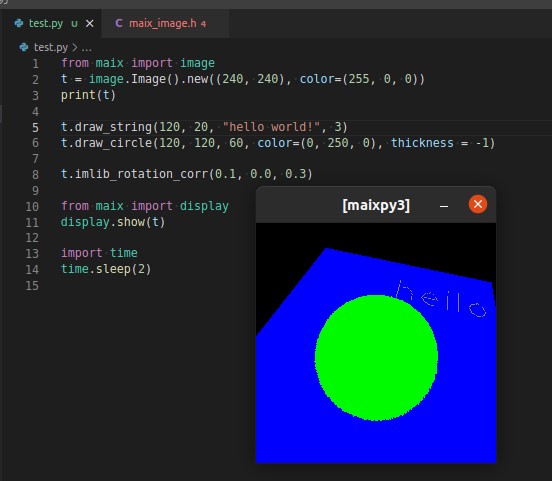 test.py U
maix_image.h 4
test.py > ...
1 from maix import image
2 t = image.Image().new((240, 240), color=(255, 0, 0))
3 print(t)
4
5 t.draw_string(120, 20, "hello world!", 3)
6 t.draw_circle(120, 120, 60, color=(0, 250, 0), thickness = -1)
7
8 t.imlib_rotation_corr(0.1, 0.0, 0.3)
9
10 from maix import display
11 display.show(t)
12
13 import time
14 time.sleep(2)
15
[maixpy3]
hello